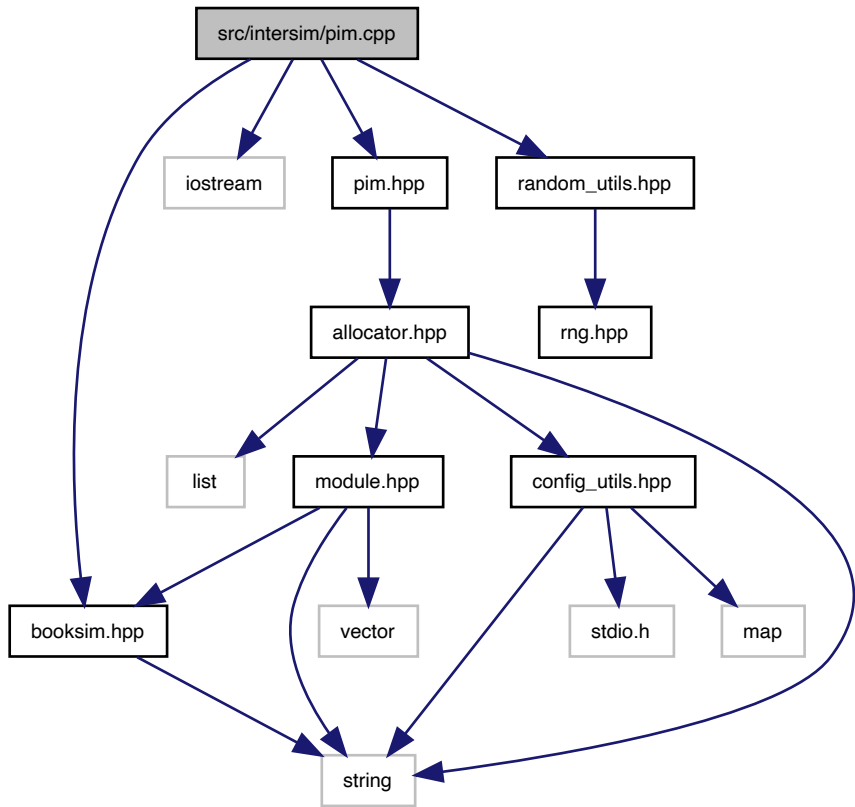 src/intersim/pim.cpp
iostream
pim.hpp
random_utils.hpp
allocator.hpp
rng.hpp
list
module.hpp
config_utils.hpp
booksim.hpp
vector
stdio.h
map
string